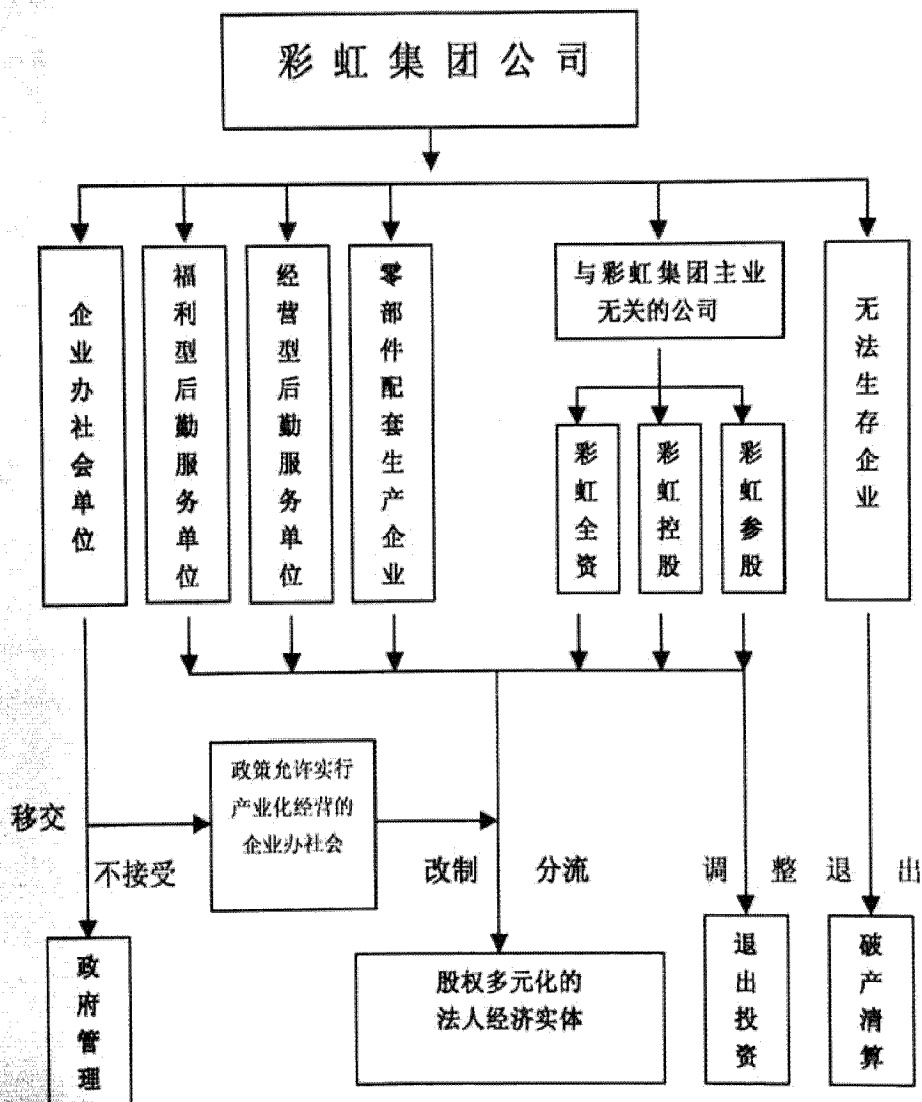 彩虹集团公司
企业办社会单位
福利型后勤服务单位
经营型后勤服务单位
零部件配套生产企业
与彩虹集团主业
无关的公司
无法生存企业
彩虹全资
彩虹控股
彩虹参股
政策允许实行
产业化经营的
企业办社会
移交
不接受
改制 分流
调整退出
政府管理
股权多元化的
法人经济实体
退出投资
破产清算